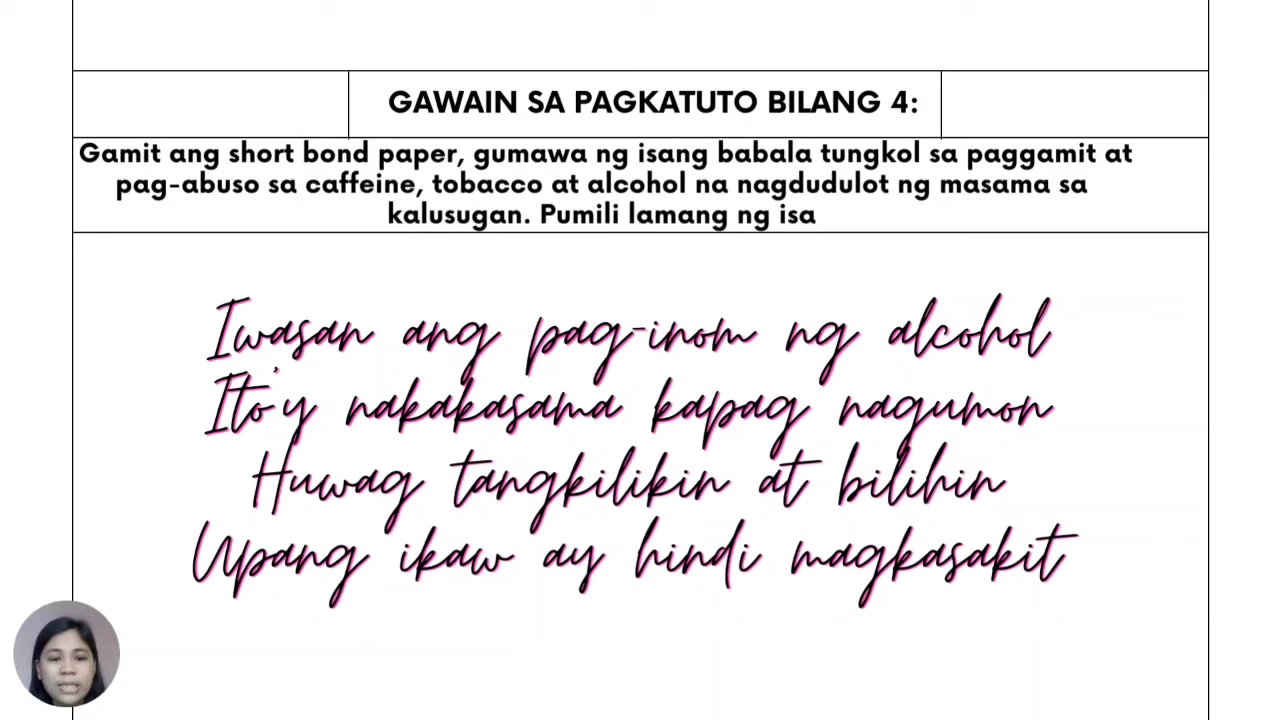 GAWAIN SA PAGKATUTO BILANG 4:
Gamit ang short bond paper, gumawa ng isang babala tungkol sa paggamit at
pag-abuso sa caffeine, tobacco at alcohol na nagdudulot ng masama sa
kalusugan. Pumili lamang ng isa
Iwasan ang pag-inom ng alcohol
Ito'y nakakasama kapag nagumon
Huwag tangkilikin at bilihin
Upang ikaw ay hindi magkasakit